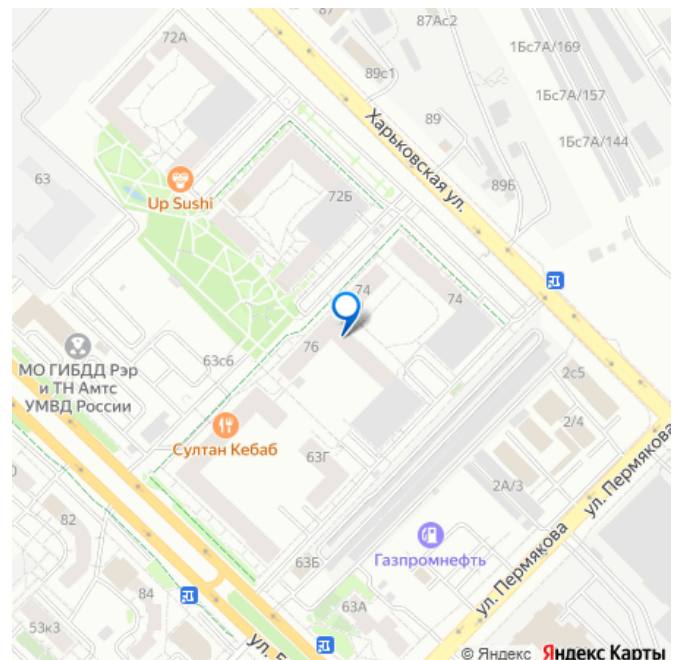 72А
87Ас2
1Бс7А/169
89с1
1Бс7А/157
89
Харьковская ул.
1Бс7А/144
63
Up Sushi
72Б
89Б
74
74
76
63с6
МО ГИБДД Рэр
и ТН Амтс
УМВД России
2с5
Султан Кебаб
63Г
2/4
2А/3
ул. Пермякова
82
Газпромнефть
ул. Пермякова
63Б
84
63А
53к3
© Яндекс Яндекс Карты